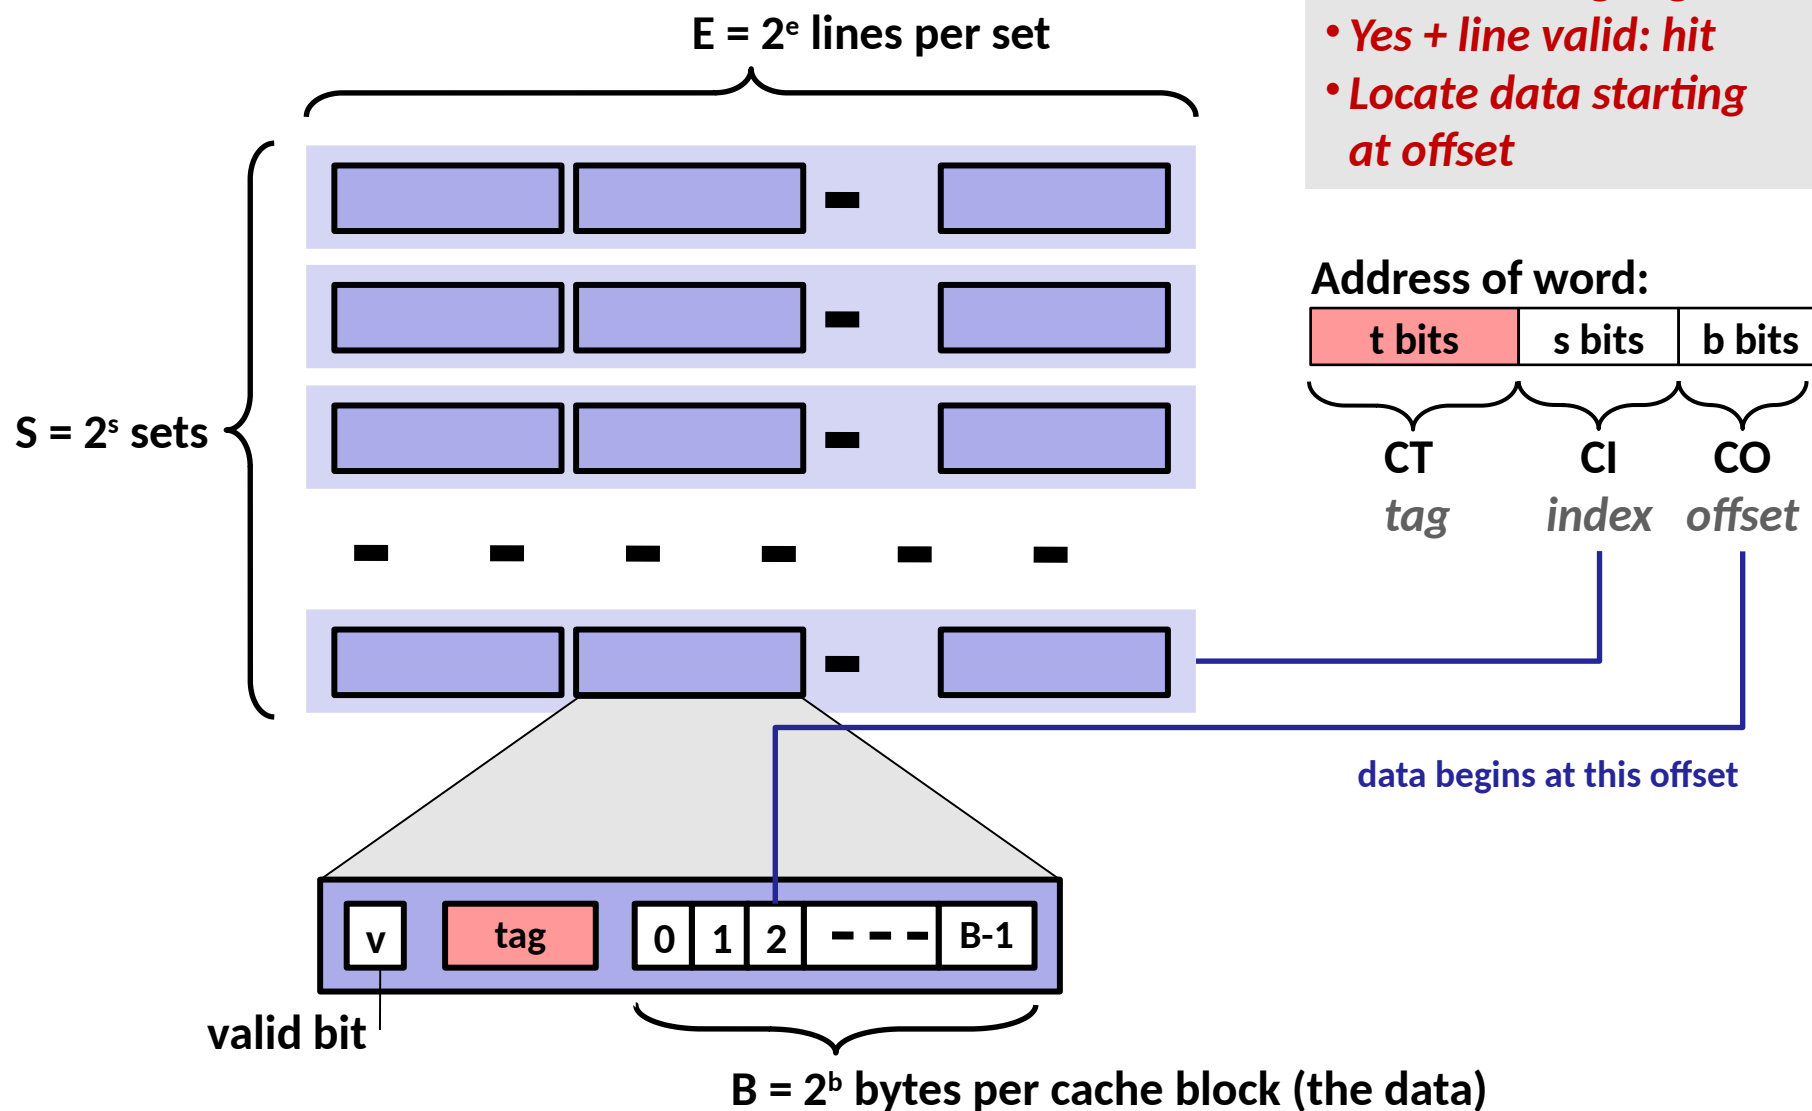 E = 2ᵉ lines per set
• Yes + line valid: hit
• Locate data starting
at offset
Address of word:
t bits s bits b bits
S = 2ˢ sets
CT CI CO
tag index offset
data begins at this offset
v tag 0 1 2 B-1
valid bit
B = 2ᵇ bytes per cache block (the data)